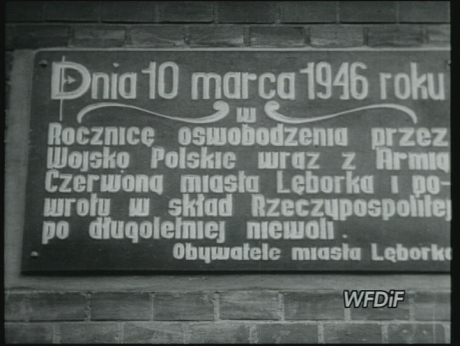 Dnia 10 marca 1946 roku
w
Rocznicę oswobodzenia przez
Wojsko Polskie wraz z Armią
Czerwoną miasta Lęborka i po-
wrotu w skład Rzeczypospolitej
po długoletniej niewoli.
Obywatele miasta Lęborka
WFDiF